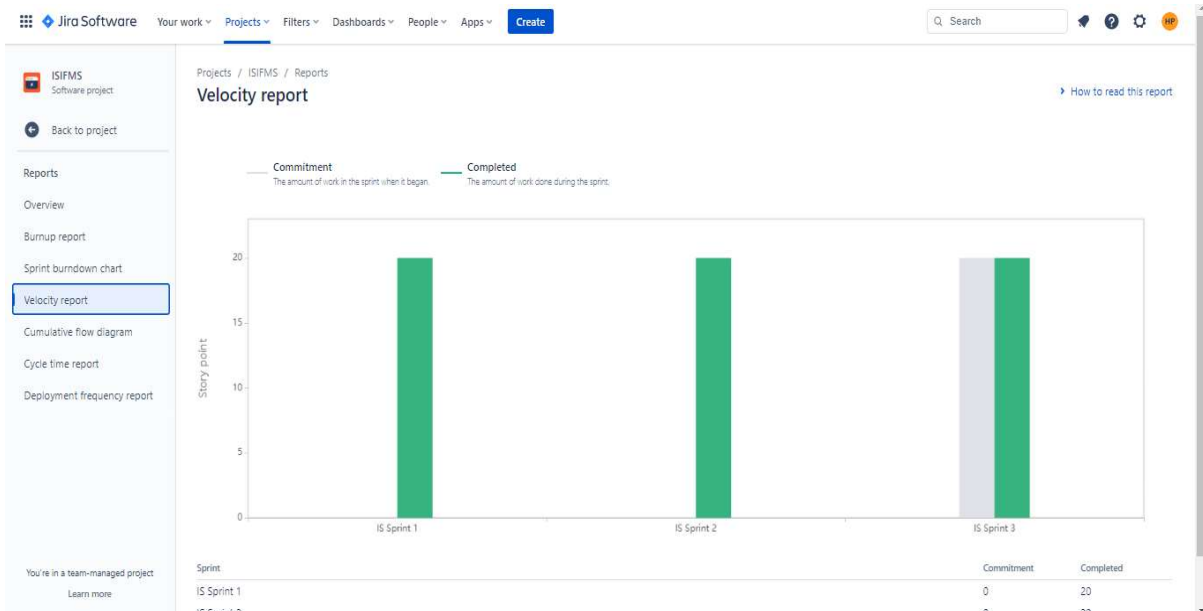 Jira Software Your work Projects Filters Dashboards People Apps Create Search HP
ISIFMS
Software project
Back to project
Reports
Overview
Burnup report
Sprint burndown chart
Velocity report
Cumulative flow diagram
Cycle time report
Deployment frequency report
You're in a team-managed project
Learn more
Projects / ISIFMS / Reports
Velocity report
How to read this report
Commitment
The amount of work in the sprint when it began.
Completed
The amount of work done during the sprint.
Story point
20
15
10
5
0
IS Sprint 1 IS Sprint 2 IS Sprint 3
Sprint Commitment Completed
IS Sprint 1 0 20